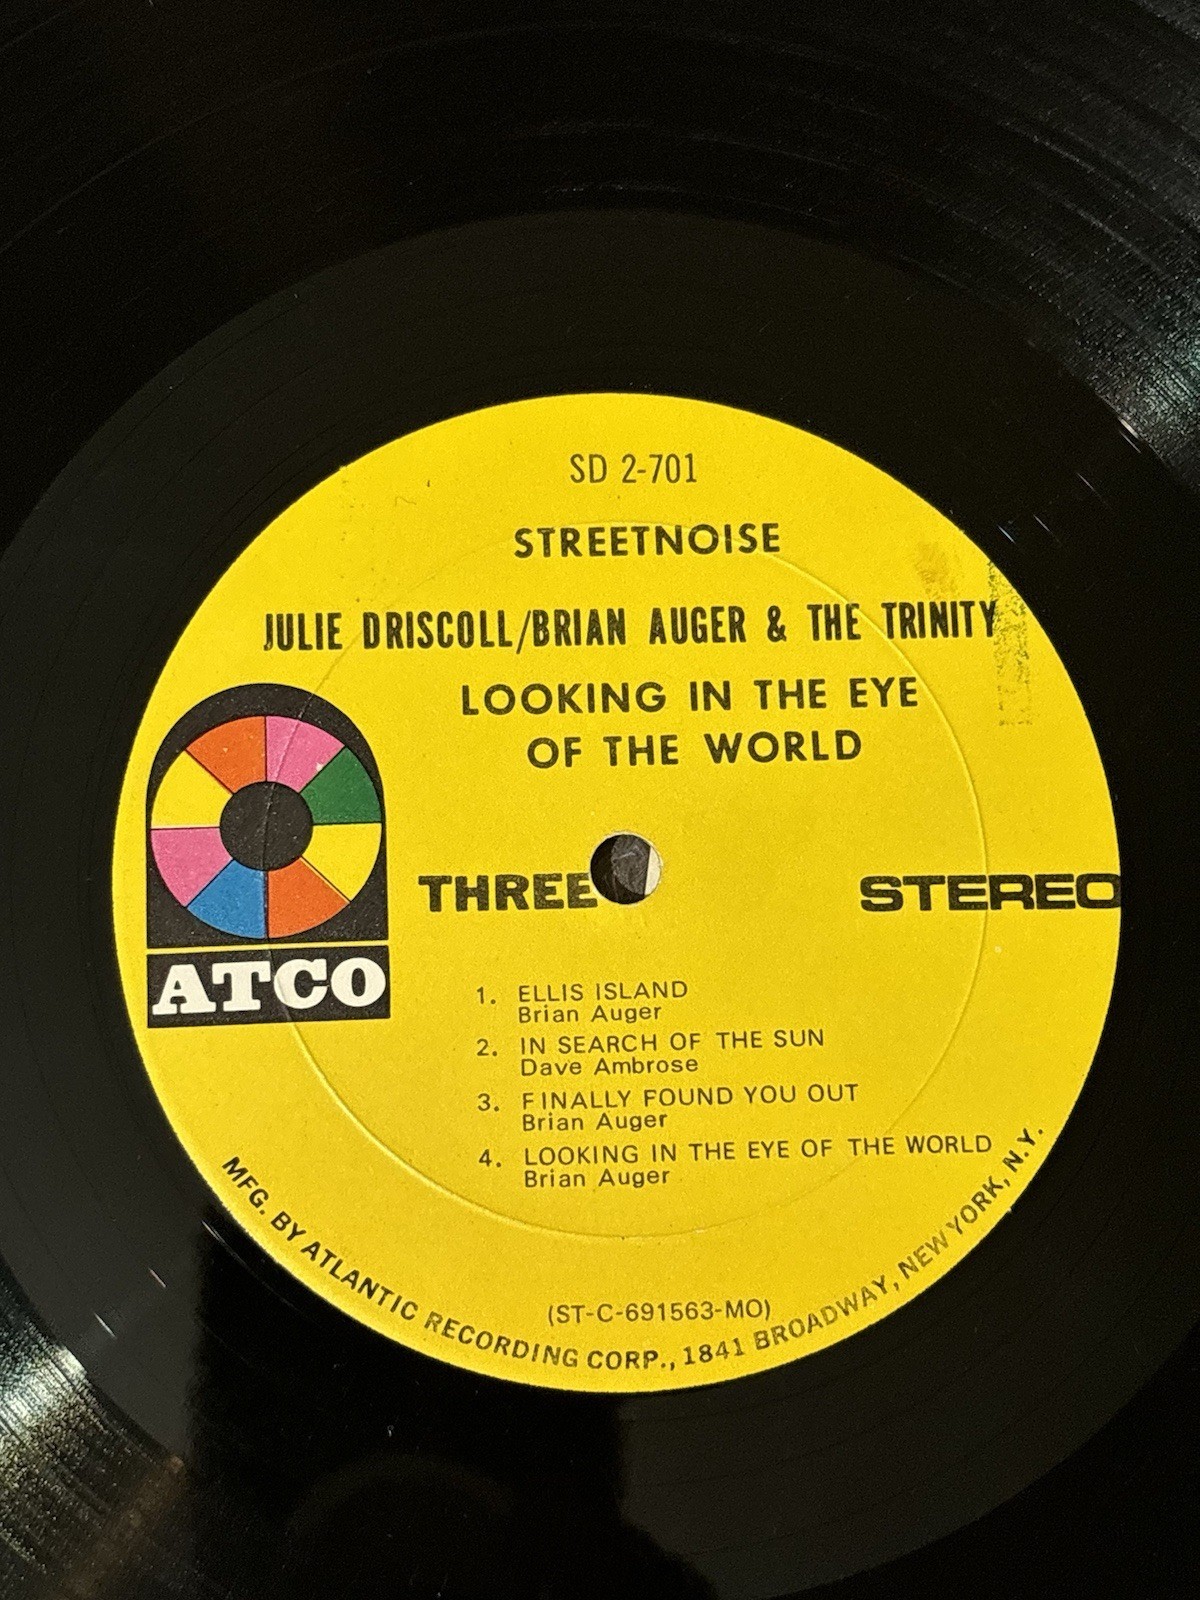 SD 2-701
STREETNOISE
JULIE DRISCOLL/BRIAN AUGER & THE TRINITY
LOOKING IN THE EYE
OF THE WORLD
THREE
STEREO
ATCO
1. ELLIS ISLAND
Brian Auger
2. IN SEARCH OF THE SUN
Dave Ambrose
3. FINALLY FOUND YOU OUT
Brian Auger
4. LOOKING IN THE EYE OF THE WORLD
Brian Auger
(ST-C-691563-MO)
MFG. BY ATLANTIC RECORDING CORP., 1841 BROADWAY, NEW YORK, N.Y.